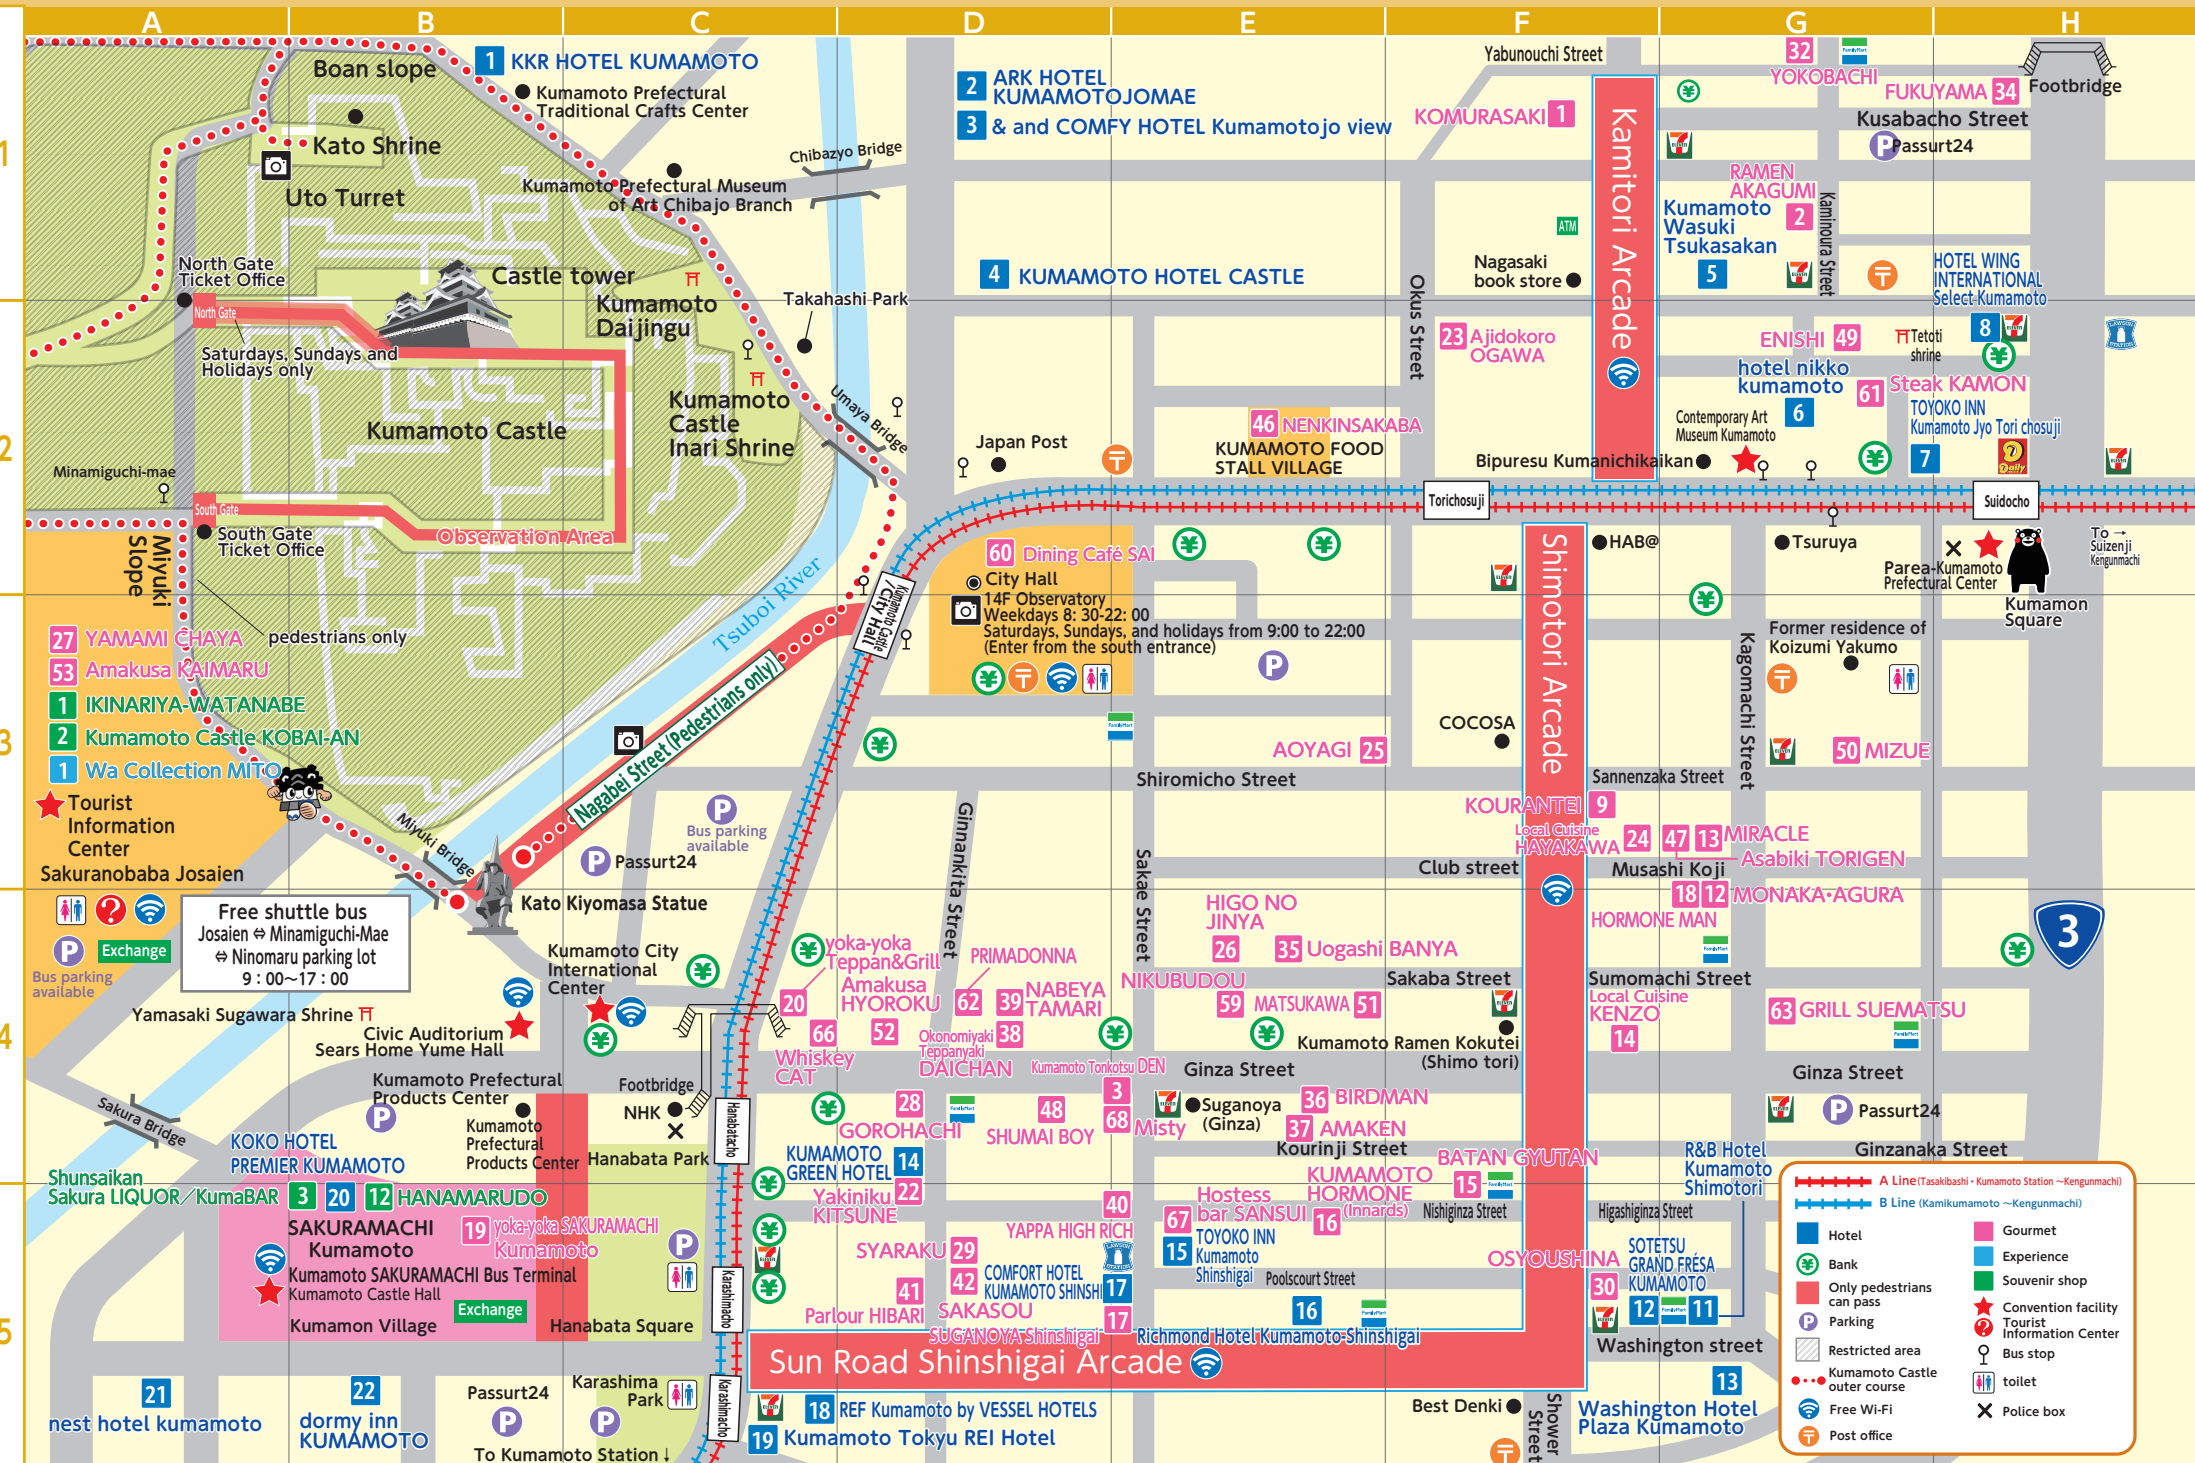 A
B
C
D
E
F
G
H
1
2
3
4
5
Boan slope
1 KKR HOTEL KUMAMOTO
Kumamoto Prefectural
Traditional Crafts Center
Kato Shrine
Uto Turret
Kumamoto Prefectural Museum
of Art Chibajo Branch
Chibazyo Bridge
2 ARK HOTEL
KUMAMOTOJOMAE
3 & and COMFY HOTEL Kumamotojo view
4 KUMAMOTO HOTEL CASTLE
Yabunouchi Street
KOMURASAKI 1
Kamitori Arcade
32
YOKOBACHI
FamilyMart
FUKUYAMA 34
Footbridge
Kusabacho Street
P Passurt24
RAMEN
AKAGUMI
2
Kaminoura Street
Kumamoto
Wasuki
Tsukasakan
5
ATM
Nagasaki
book store
HOTEL WING
INTERNATIONAL
Select Kumamoto
8
North Gate
Ticket Office
North Gate
Saturdays, Sundays and
Holidays only
Castle tower
Kumamoto
Daijingu
Takahashi Park
Kumamoto
Castle
Inari Shrine
Umaya Bridge
Kumamoto Castle
Minamiguchi-mae
South Gate
South Gate
Ticket Office
Observation Area
Miyuki
Slope
pedestrians only
Tsuboi River
Okus Street
23 Ajidokoro
OGAWA
ENISHI 49
Tetoti
shrine
LAWSON
STATION
hotel nikko
kumamoto
6
61 Steak KAMON
Contemporary Art
Museum Kumamoto
TOYOKO INN
Kumamoto Jyo Tori chosuji
7
Daily
46 NENKINSAKABA
KUMAMOTO FOOD
STALL VILLAGE
Japan Post
Bipuresu Kumanichikaikan
Torichosuji
Suidocho
60 Dining Café SAI
City Hall
14F Observatory
Weekdays 8: 30-22: 00
Saturdays, Sundays, and holidays from 9:00 to 22:00
(Enter from the south entrance)
Kumamoto Castle
/City Hall
P
Shimotori Arcade
HAB@
Tsuruya
Parea-Kumamoto
Prefectural Center
To →
Suizenji
Kengunmachi
Kumamon
Square
Former residence of
Koizumi Yakumo
Kagomachi Street
27 YAMAMI CHAYA
53 Amakusa KAIMARU
1 IKINARIYA-WATANABE
2 Kumamoto Castle KOBAI-AN
1 Wa Collection MITO
Tourist
Information
Center
Sakuranobaba Josaien
P
Exchange
Bus parking
available
Free shuttle bus
Josaien ⇔ Minamiguchi-Mae
⇔ Ninomaru parking lot
9：00～17：00
Nagabei Street (Pedestrians only)
Miyuki Bridge
Kato Kiyomasa Statue
P
Bus parking
available
P Passurt24
Ginnankita Street
Sakae Street
FamilyMart
AOYAGI 25
COCOSA
Shiromicho Street
Sannenzaka Street
50 MIZUE
KOURANTEI 9
Local Cuisine
HAYAKAWA 24
47 13 MIRACLE
Asabiki TORIGEN
Club street
Musashi Koji
18 12 MONAKA・AGURA
HORMONE MAN
FamilyMart
3
Kumamoto City
International
Center
Yamasaki Sugawara Shrine
Civic Auditorium
Sears Home Yume Hall
yoka-yoka
Teppan&Grill
20
Amakusa
HYOROKU
52
66
Whiskey
CAT
PRIMADONNA
62
39 NABEYA
TAMARI
Okonomiyaki
Teppanyaki
DAICHAN
38
HIGO NO
JINYA
26
35 Uogashi BANYA
NIKUBUDOU
59
MATSUKAWA 51
Sakaba Street
Sumomachi Street
Local Cuisine
KENZO
14
63 GRILL SUEMATSU
FamilyMart
Kumamoto Ramen Kokutei
(Shimo tori)
Kumamoto Tonkotsu DEN
3
Ginza Street
Ginza Street
Sakura Bridge
Kumamoto Prefectural
Products Center
P
Kumamoto
Prefectural
Products Center
Footbridge
NHK
Hanabata Park
Hanabatacho
28
GOROHACHI
FamilyMart
48
SHUMAI BOY
68 Misty
Suganoya
(Ginza)
36 BIRDMAN
37 AMAKEN
Kourinji Street
P Passurt24
Ginzanaka Street
KOKO HOTEL
PREMIER KUMAMOTO
Shunsaikan
Sakura LIQUOR／KumaBAR 3 20 12 HANAMARUDO
SAKURAMACHI
Kumamoto
19 yoka-yoka SAKURAMACHI
Kumamoto
Kumamoto SAKURAMACHI Bus Terminal
Kumamoto Castle Hall
Exchange
Kumamon Village
Hanabata Square
P
KUMAMOTO
GREEN HOTEL 14
Yakiniku
KITSUNE
22
SYARAKU 29
41
Parlour HIBARI
42
SAKASOU
COMFORT HOTEL
KUMAMOTO SHINSHI
17
40
YAPPA HIGH RICH
LAWSON
STATION
17
SUGANOYA Shinshigai
BATAN GYUTAN
15
FamilyMart
KUMAMOTO
HORMONE
(Innards)
16
Hostess
bar SANSUI
67
15 TOYOKO INN
Kumamoto
Shinshigai
Nishiginza Street
Higashiginza Street
Poolscourt Street
16
FamilyMart
Richmond Hotel Kumamoto-Shinshigai
OSYOUSHINA
30
R&B Hotel
Kumamoto
Shimotori
SOTETSU
GRAND FRÉSA
KUMAMOTO
12
FamilyMart
11
Washington street
Karashimacho
Karashimacho
Sun Road Shinshigai Arcade
21
nest hotel kumamoto
22
dormy inn
KUMAMOTO
Passurt24
P
Karashima
Park
P
To Kumamoto Station ↓
18 REF Kumamoto by VESSEL HOTELS
19 Kumamoto Tokyu REI Hotel
Best Denki
Shower
Street
13
Washington Hotel
Plaza Kumamoto
A Line (Tasakibashi・Kumamoto Station ～Kengunmachi)
B Line (Kamikumamoto ～Kengunmachi)
Hotel
Gourmet
Bank
Experience
Only pedestrians
can pass
Souvenir shop
Convention facility
P Parking
Tourist
Information Center
Restricted area
Bus stop
Kumamoto Castle
outer course
toilet
Free Wi-Fi
Police box
Post office